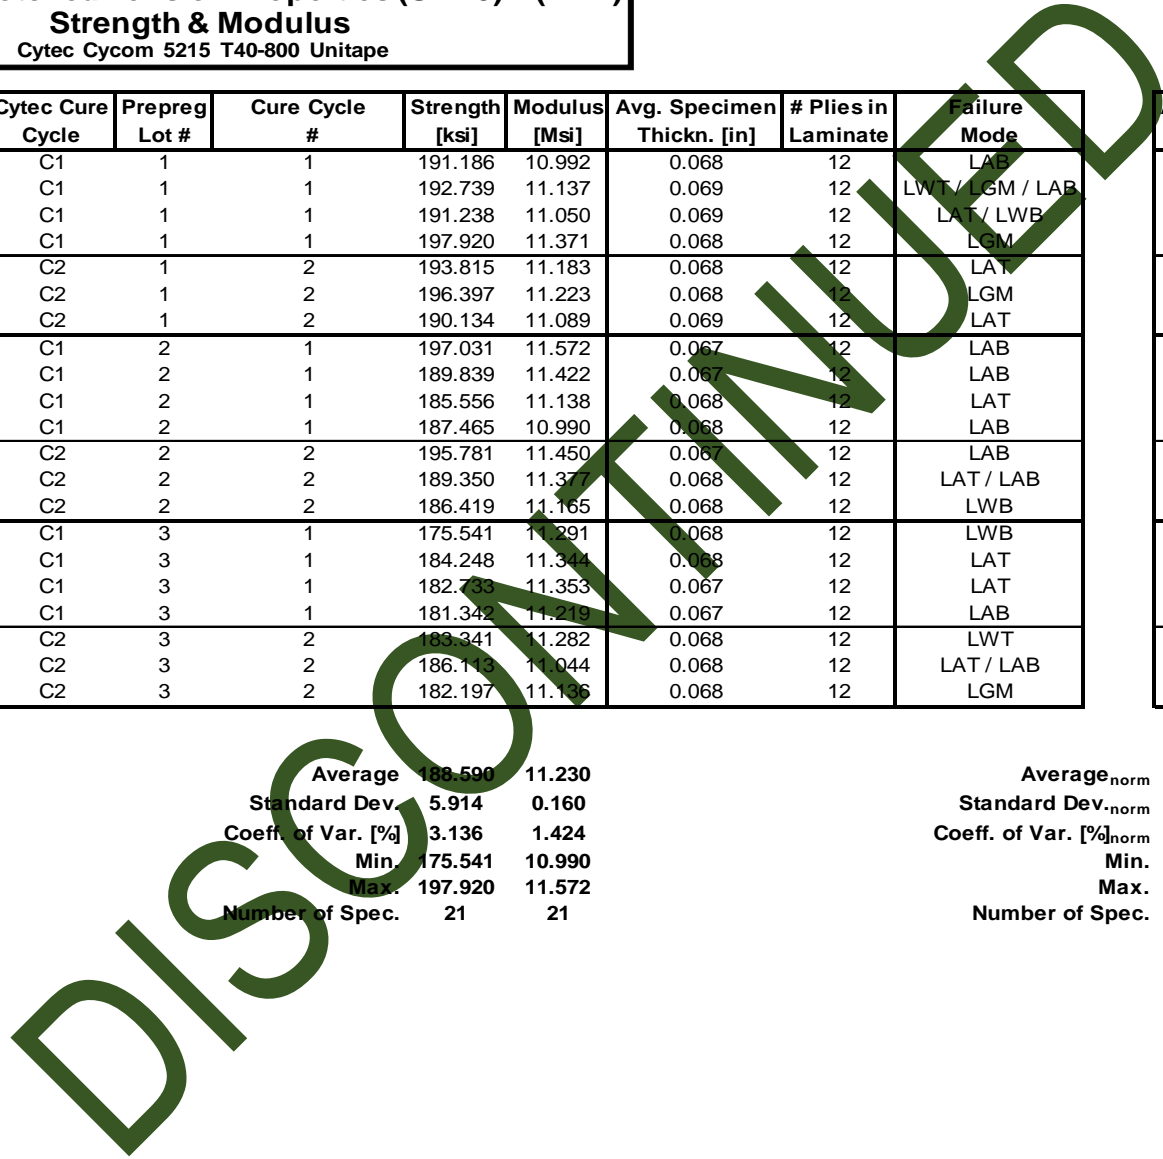 Strength & Modulus
Cytec Cycom 5215 T40-800 Unitape
Cytec Cure Prepreg Cure Cycle Strength Modulus Avg. Specimen # Plies in Failure
Cycle Lot # # [ksi] [Msi] Thickn. [in] Laminate Mode
C1 1 1 191.186 10.992 0.068 12 LAB
C1 1 1 192.739 11.137 0.069 12 LWT / LGM / LAB
C1 1 1 191.238 11.050 0.069 12 LAT / LWB
C1 1 1 197.920 11.371 0.068 12 LGM
C2 1 2 193.815 11.183 0.068 12 LAT
C2 1 2 196.397 11.223 0.068 12 LGM
C2 1 2 190.134 11.089 0.069 12 LAT
C1 2 1 197.031 11.572 0.067 12 LAB
C1 2 1 189.839 11.422 0.067 12 LAB
C1 2 1 185.556 11.138 0.068 12 LAT
C1 2 1 187.465 10.990 0.068 12 LAB
C2 2 2 195.781 11.450 0.067 12 LAB
C2 2 2 189.350 11.377 0.068 12 LAT / LAB
C2 2 2 186.419 11.165 0.068 12 LWB
C1 3 1 175.541 11.291 0.068 12 LWB
C1 3 1 184.248 11.344 0.068 12 LAT
C1 3 1 182.733 11.353 0.067 12 LAT
C1 3 1 181.342 11.219 0.067 12 LAB
C2 3 2 183.341 11.282 0.068 12 LWT
C2 3 2 186.113 11.044 0.068 12 LAT / LAB
C2 3 2 182.197 11.136 0.068 12 LGM
Average 188.590 11.230 Average norm
Standard Dev. 5.914 0.160 Standard Dev. norm
Coeff. of Var. [%] 3.136 1.424 Coeff. of Var. [%] norm
Min. 175.541 10.990 Min.
Max. 197.920 11.572 Max.
Number of Spec. 21 21 Number of Spec.
DISCONTINUED